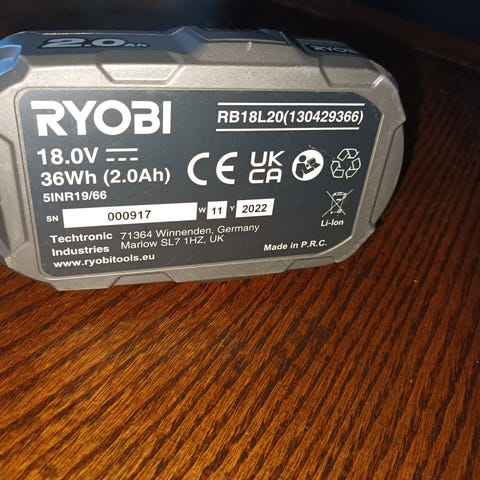 2.0Ah
RYOBI
RYOBI
RB18L20(130429366)
18.0V
36Wh (2.0Ah)
5INR19/66
CE
UK
CA
SN 000917 W 11 Y 2022
Li-Ion
Techtronic 71364 Winnenden, Germany
Industries Marlow SL7 1HZ, UK
www.ryobitools.eu
Made in P.R.C.